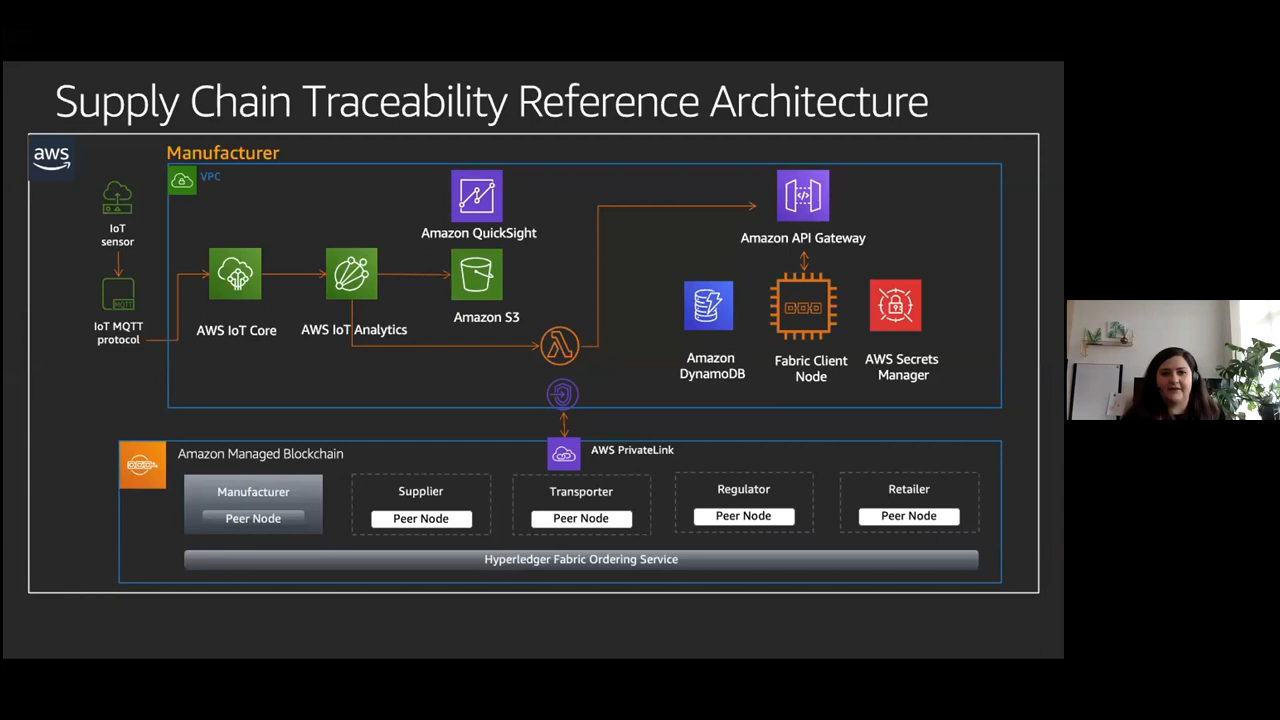 Supply Chain Traceability Reference Architecture
aws
Manufacturer
VPC
IoT
sensor
IoT MQTT
protocol
MQTT
AWS IoT Core
AWS IoT Analytics
Amazon QuickSight
Amazon S3
Amazon API Gateway
Amazon
DynamoDB
Fabric Client
Node
AWS Secrets
Manager
Amazon Managed Blockchain
AWS PrivateLink
Manufacturer
Peer Node
Supplier
Peer Node
Transporter
Peer Node
Regulator
Peer Node
Retailer
Peer Node
Hyperledger Fabric Ordering Service